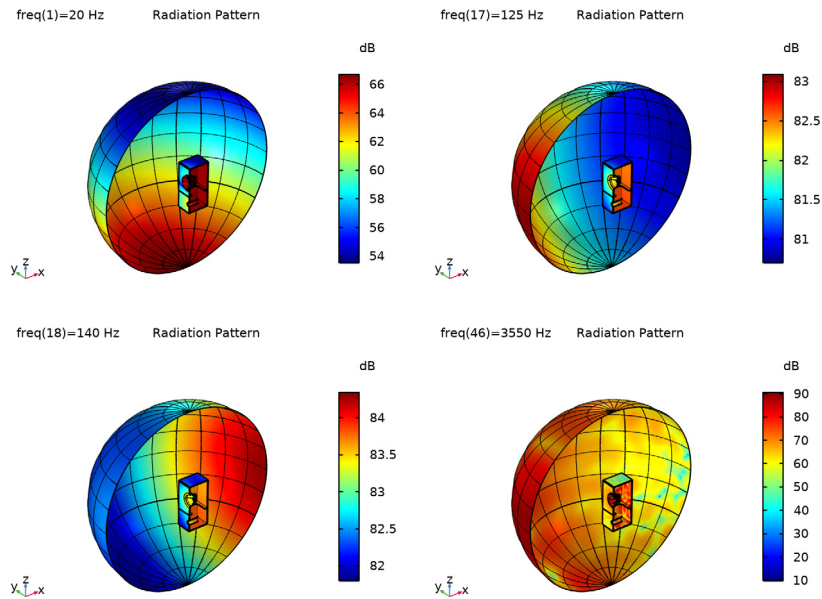 freq(1)=20 Hz Radiation Pattern
dB
66
64
62
60
58
56
54
y z x
freq(17)=125 Hz Radiation Pattern
dB
83
82.5
82
81.5
81
y z x
freq(18)=140 Hz Radiation Pattern
dB
84
83.5
83
82.5
82
y z x
freq(46)=3550 Hz Radiation Pattern
dB
90
80
70
60
50
40
30
20
10
y z x